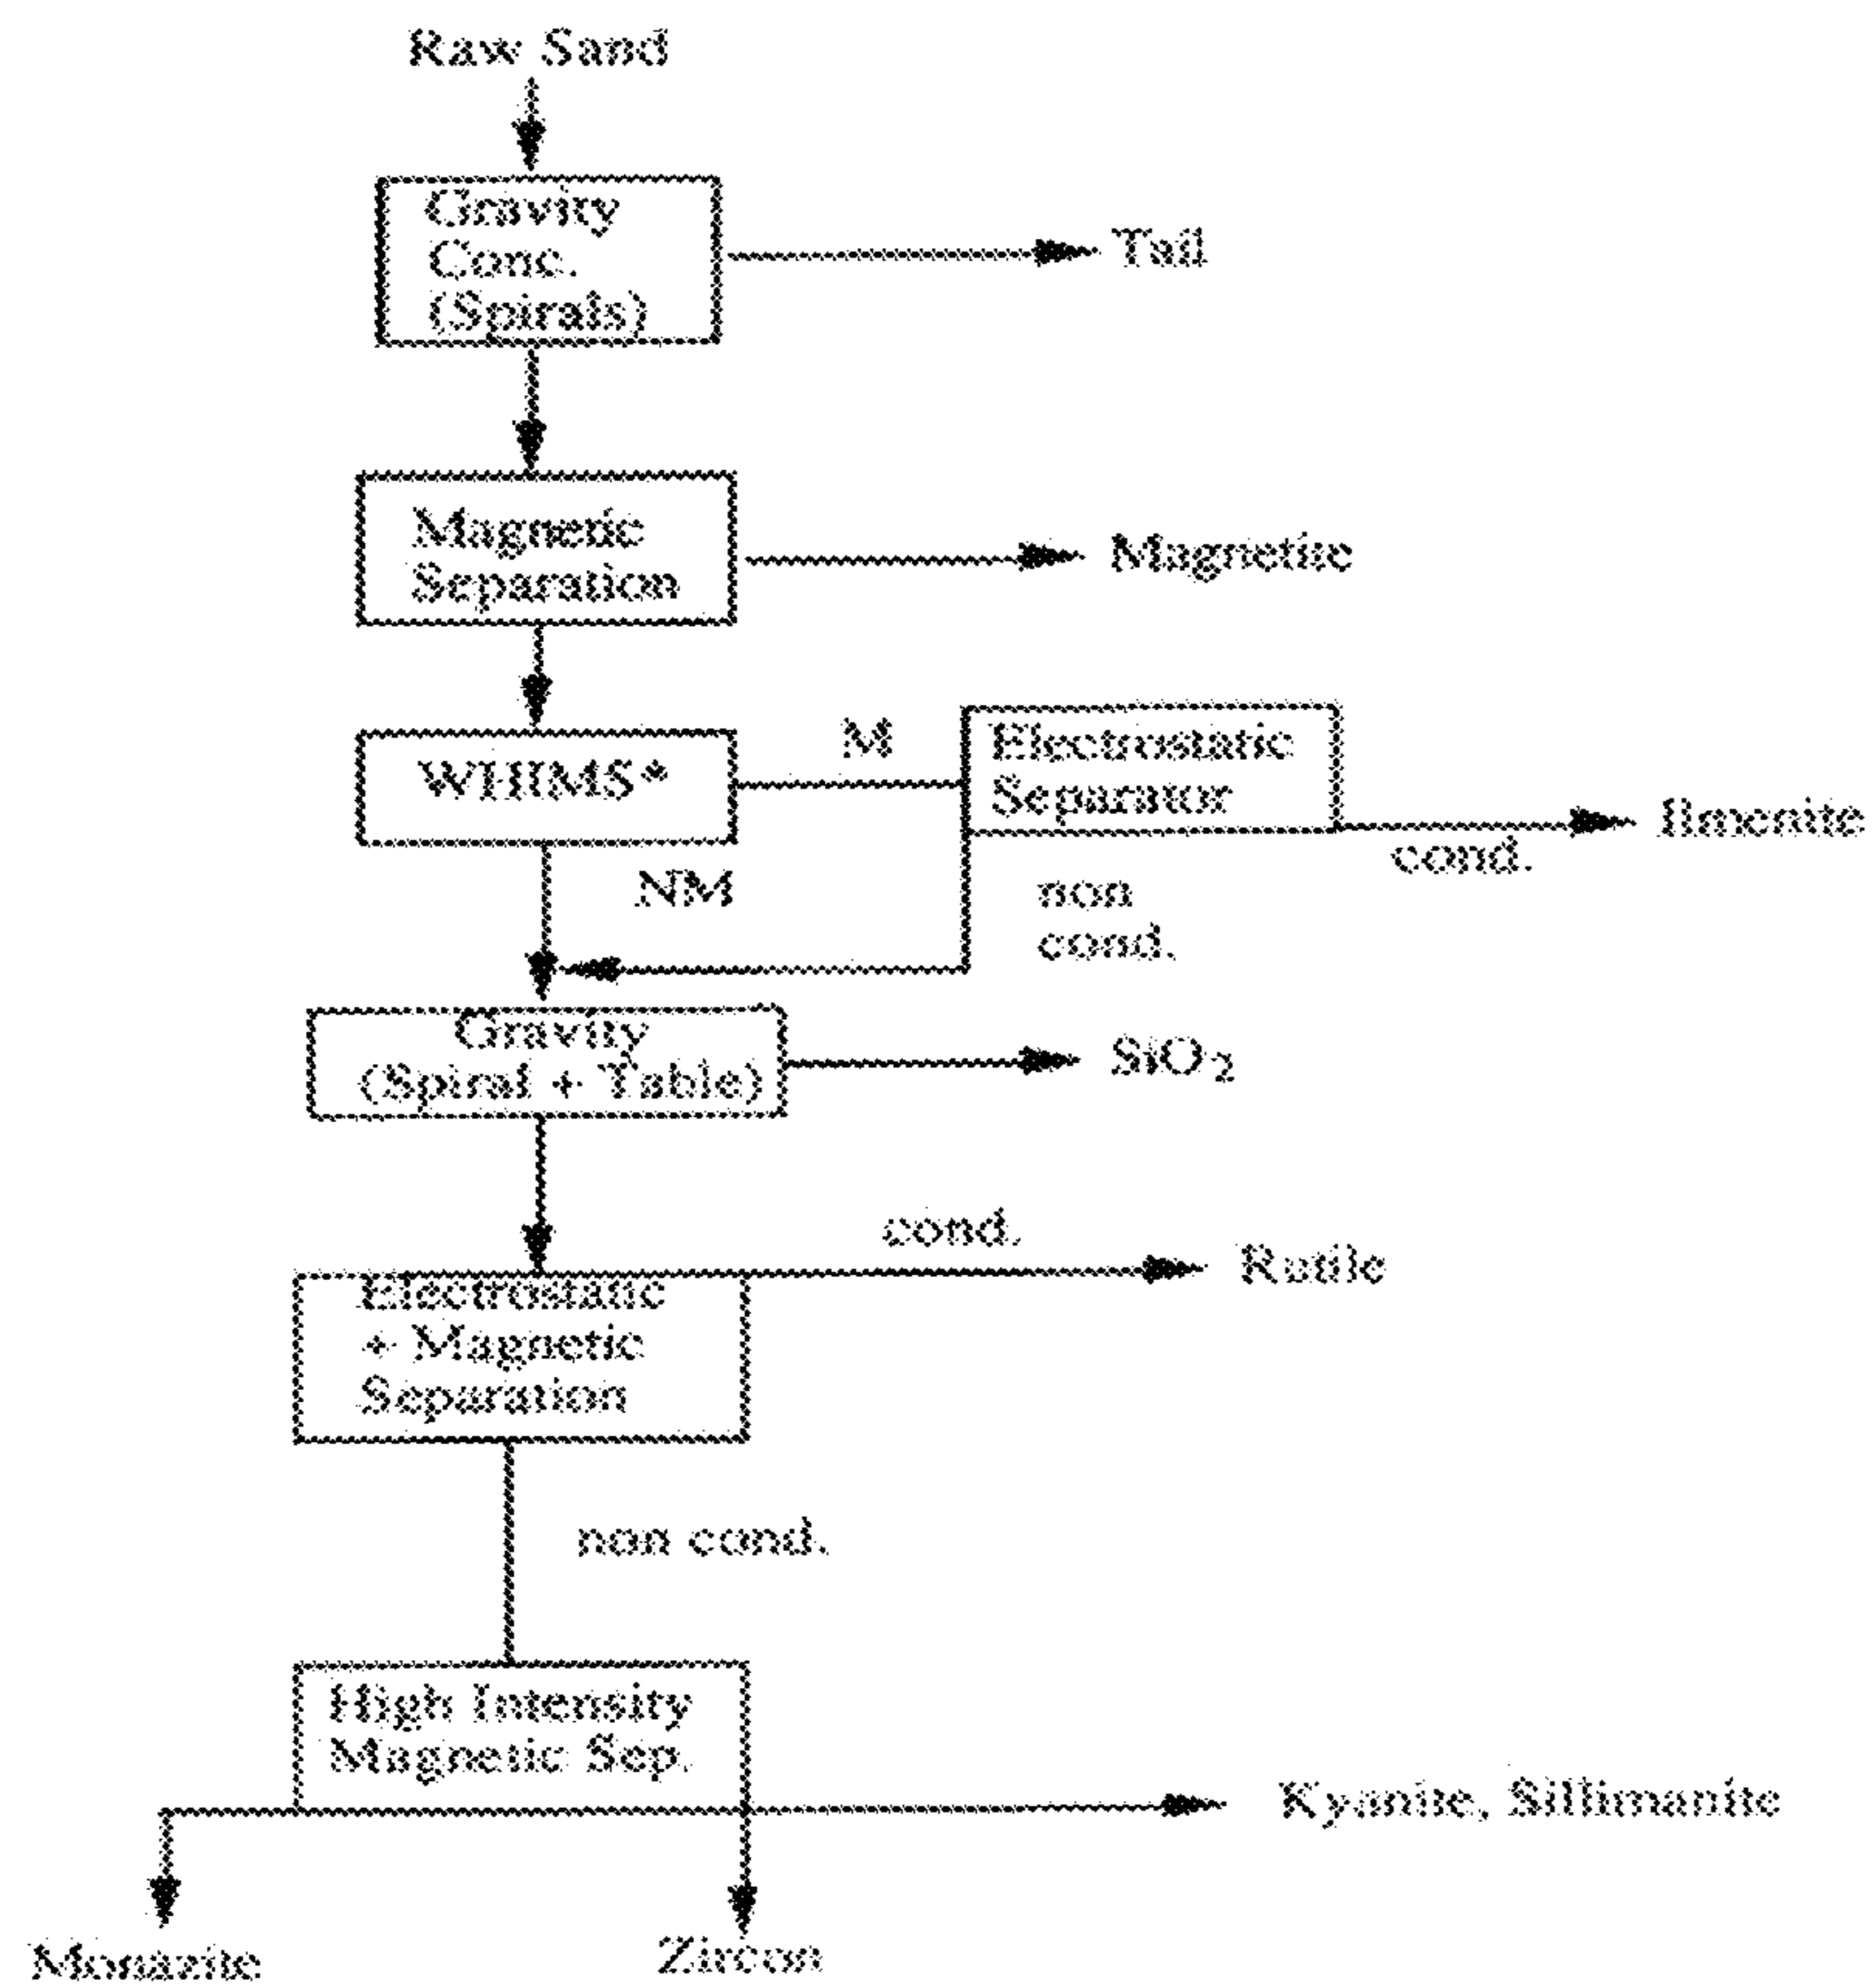 Raw Sand
Gravity
Conc.
(Spirals)
Tail
Magnetic
Separation
Magnetite
WHIMS*
M
Electrostatic
Separator
Ilmenite
cond.
NM
non
cond.
Gravity
(Spiral + Table)
SiO₂
cond.
Rutile
Electrostatic
+ Magnetic
Separation
non cond.
High Intensity
Magnetic Sep.
Kyanite, Sillimanite
Monazite
Zircon